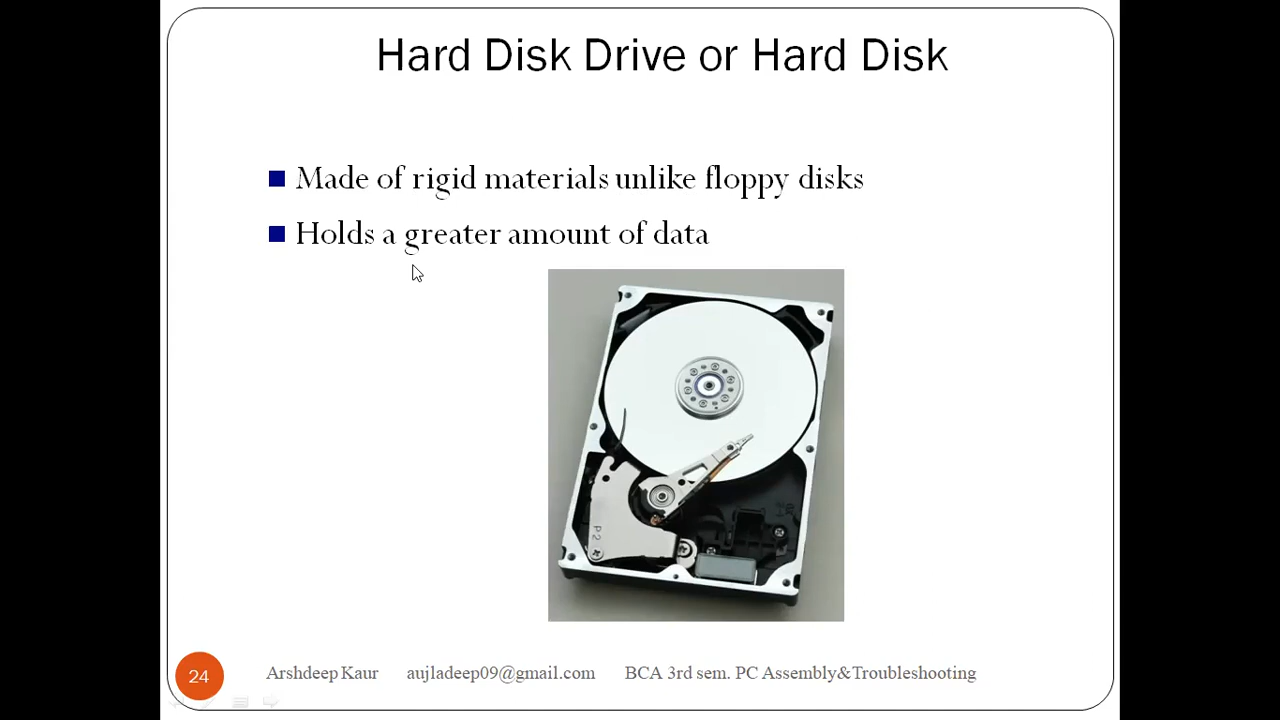 Hard Disk Drive or Hard Disk
Made of rigid materials unlike floppy disks
Holds a greater amount of data
P2
24 Arshdeep Kaur aujladeep09@gmail.com BCA 3rd sem. PC Assembly&Troubleshooting